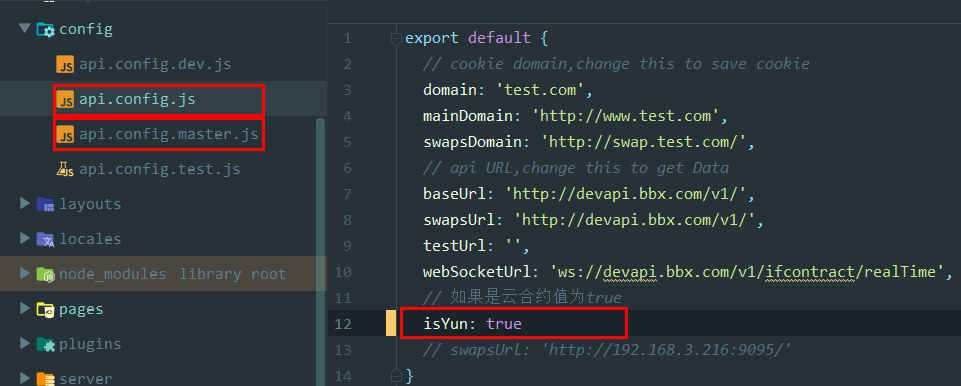 config
api.config.dev.js
api.config.js
api.config.master.js
api.config.test.js
layouts
locales
node_modules library root
pages
plugins
server
1 export default {
2 // cookie domain,change this to save cookie
3 domain: 'test.com',
4 mainDomain: 'http://www.test.com',
5 swapsDomain: 'http://swap.test.com/',
6 // api URL,change this to get Data
7 baseUrl: 'http://devapi.bbx.com/v1/',
8 swapsUrl: 'http://devapi.bbx.com/v1/',
9 testUrl: '',
10 webSocketUrl: 'ws://devapi.bbx.com/v1/ifcontract/realTime',
11 // 如果是云合约值为true
12 isYun: true
13 // swapsUrl: 'http://192.168.3.216:9095/'
14 }